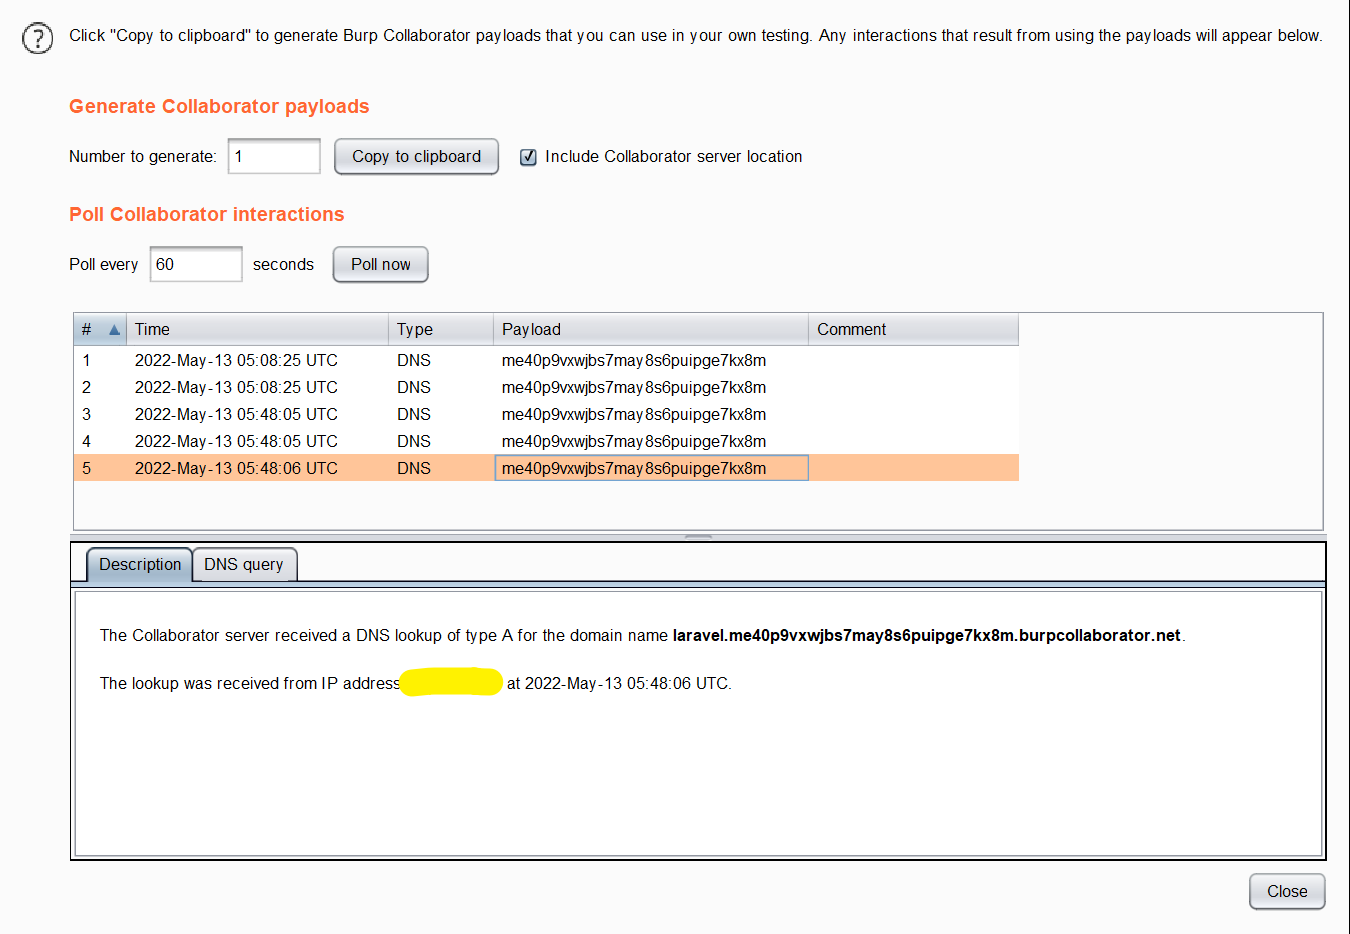 Click "Copy to clipboard" to generate Burp Collaborator payloads that you can use in your own testing. Any interactions that result from using the payloads will appear below.
Generate Collaborator payloads
Number to generate: 1 Copy to clipboard Include Collaborator server location
Poll Collaborator interactions
Poll every 60 seconds Poll now
# Time Type Payload Comment
1 2022-May-13 05:08:25 UTC DNS me40p9vxwjbs7may8s6puipge7kx8m
2 2022-May-13 05:08:25 UTC DNS me40p9vxwjbs7may8s6puipge7kx8m
3 2022-May-13 05:48:05 UTC DNS me40p9vxwjbs7may8s6puipge7kx8m
4 2022-May-13 05:48:05 UTC DNS me40p9vxwjbs7may8s6puipge7kx8m
5 2022-May-13 05:48:06 UTC DNS me40p9vxwjbs7may8s6puipge7kx8m
Description DNS query
The Collaborator server received a DNS lookup of type A for the domain name laravel.me40p9vxwjbs7may8s6puipge7kx8m.burpcollaborator.net.
The lookup was received from IP address at 2022-May-13 05:48:06 UTC.
Close